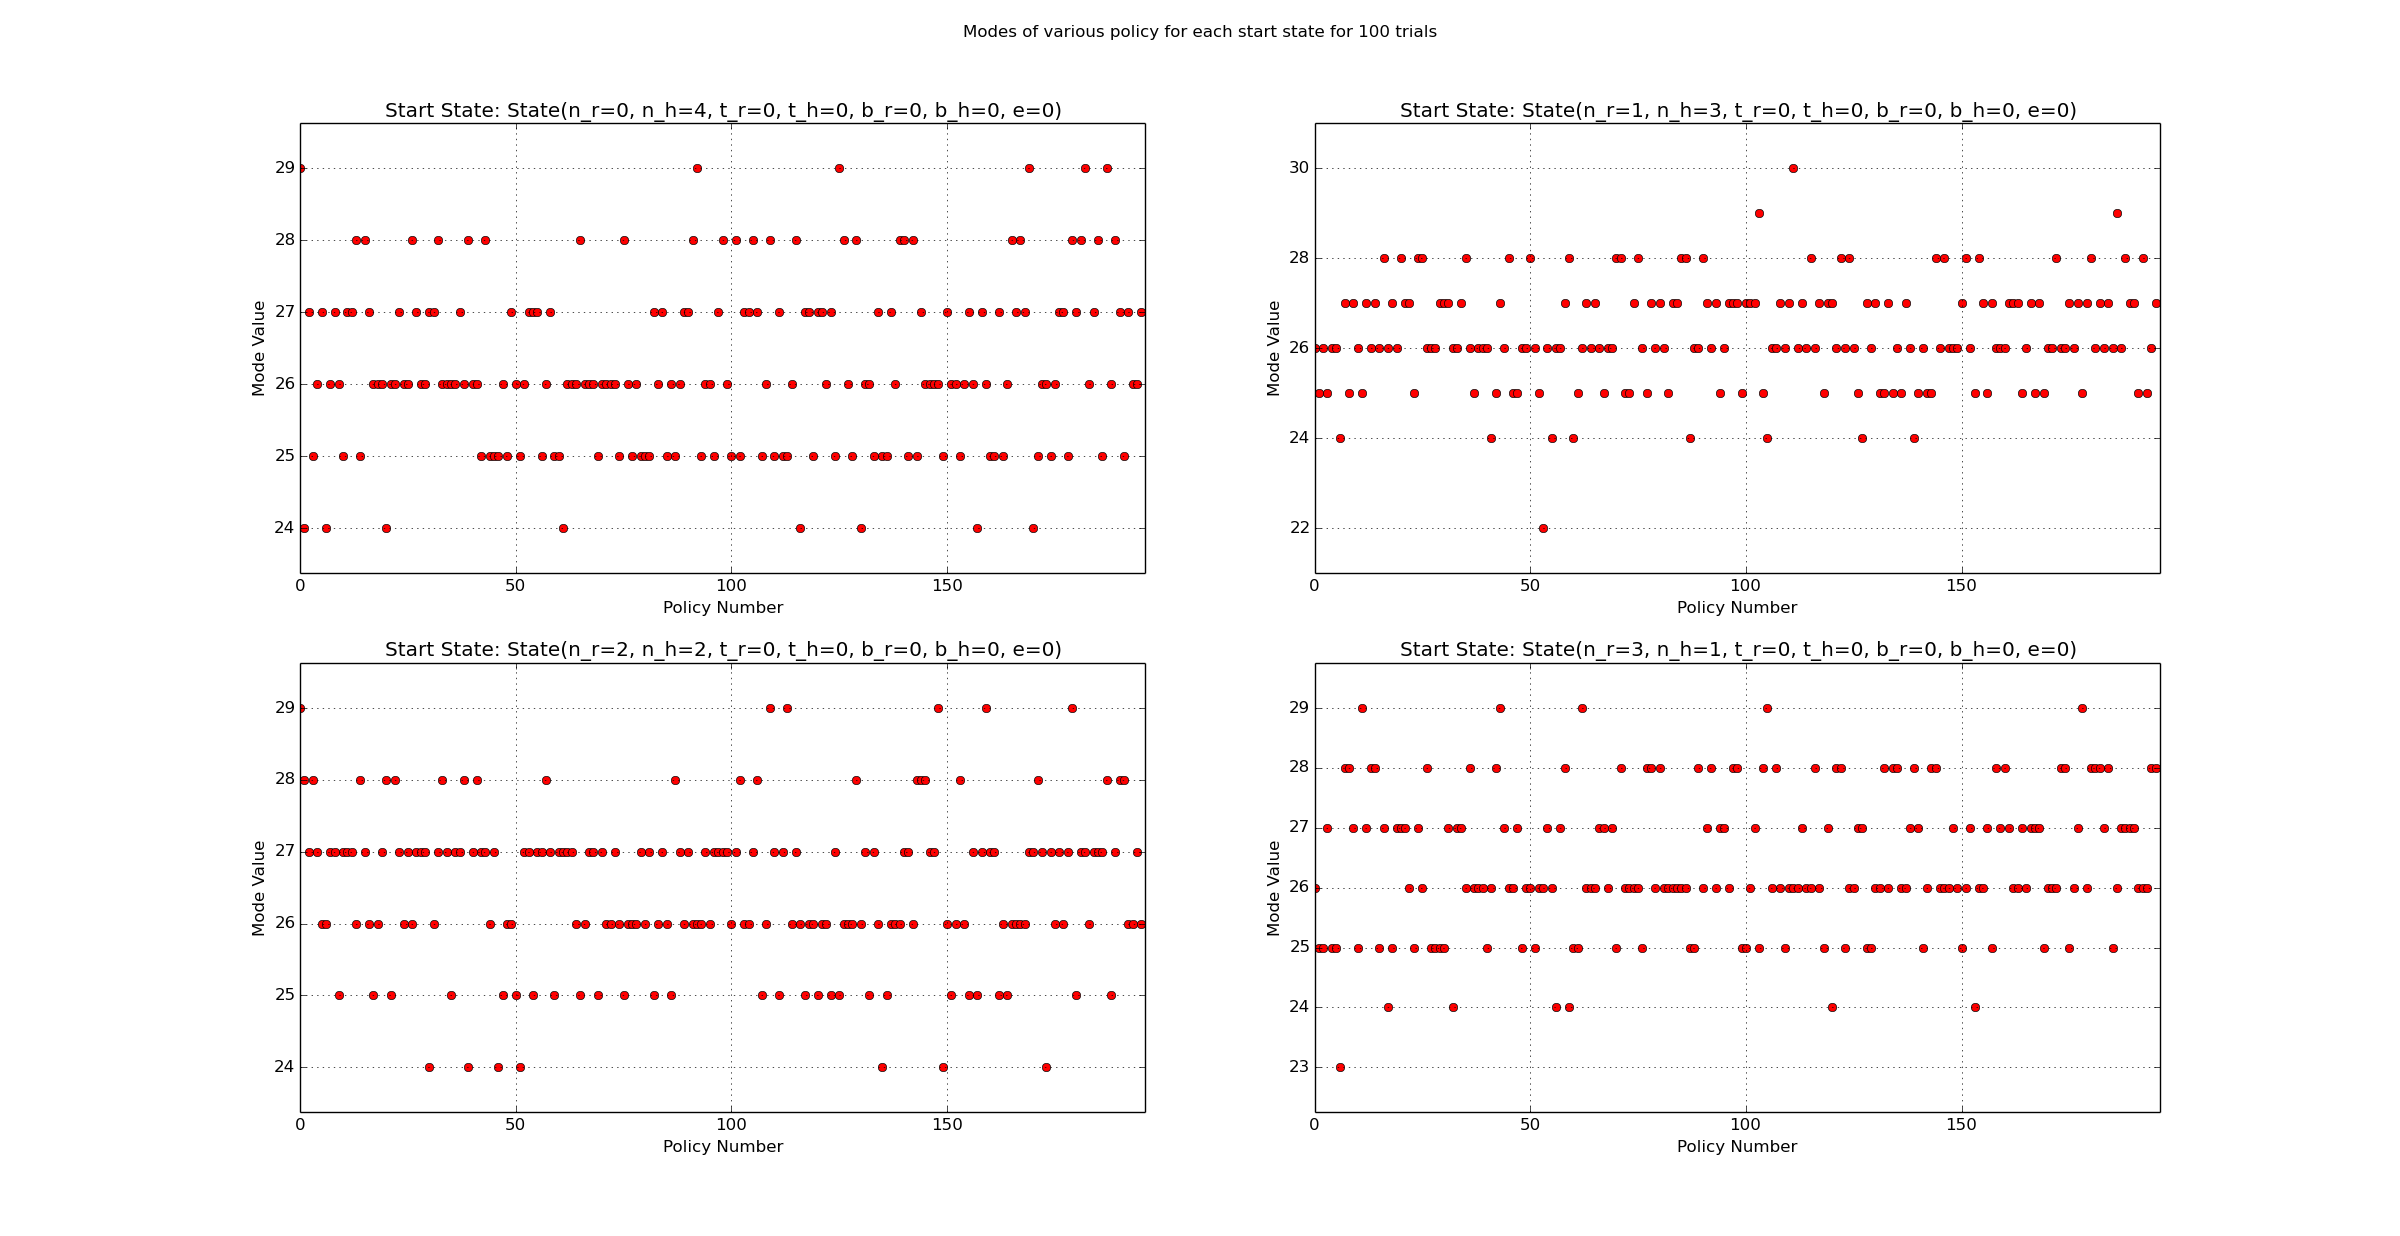 Modes of various policy for each start state for 100 trials
Start State: State(n_r=0, n_h=4, t_r=0, t_h=0, b_r=0, b_h=0, e=0)
29
28
27
26
25
24
Mode Value
0 50 100 150
Policy Number
Start State: State(n_r=1, n_h=3, t_r=0, t_h=0, b_r=0, b_h=0, e=0)
30
28
26
24
22
Mode Value
0 50 100 150
Policy Number
Start State: State(n_r=2, n_h=2, t_r=0, t_h=0, b_r=0, b_h=0, e=0)
29
28
27
26
25
24
Mode Value
0 50 100 150
Policy Number
Start State: State(n_r=3, n_h=1, t_r=0, t_h=0, b_r=0, b_h=0, e=0)
29
28
27
26
25
24
23
Mode Value
0 50 100 150
Policy Number